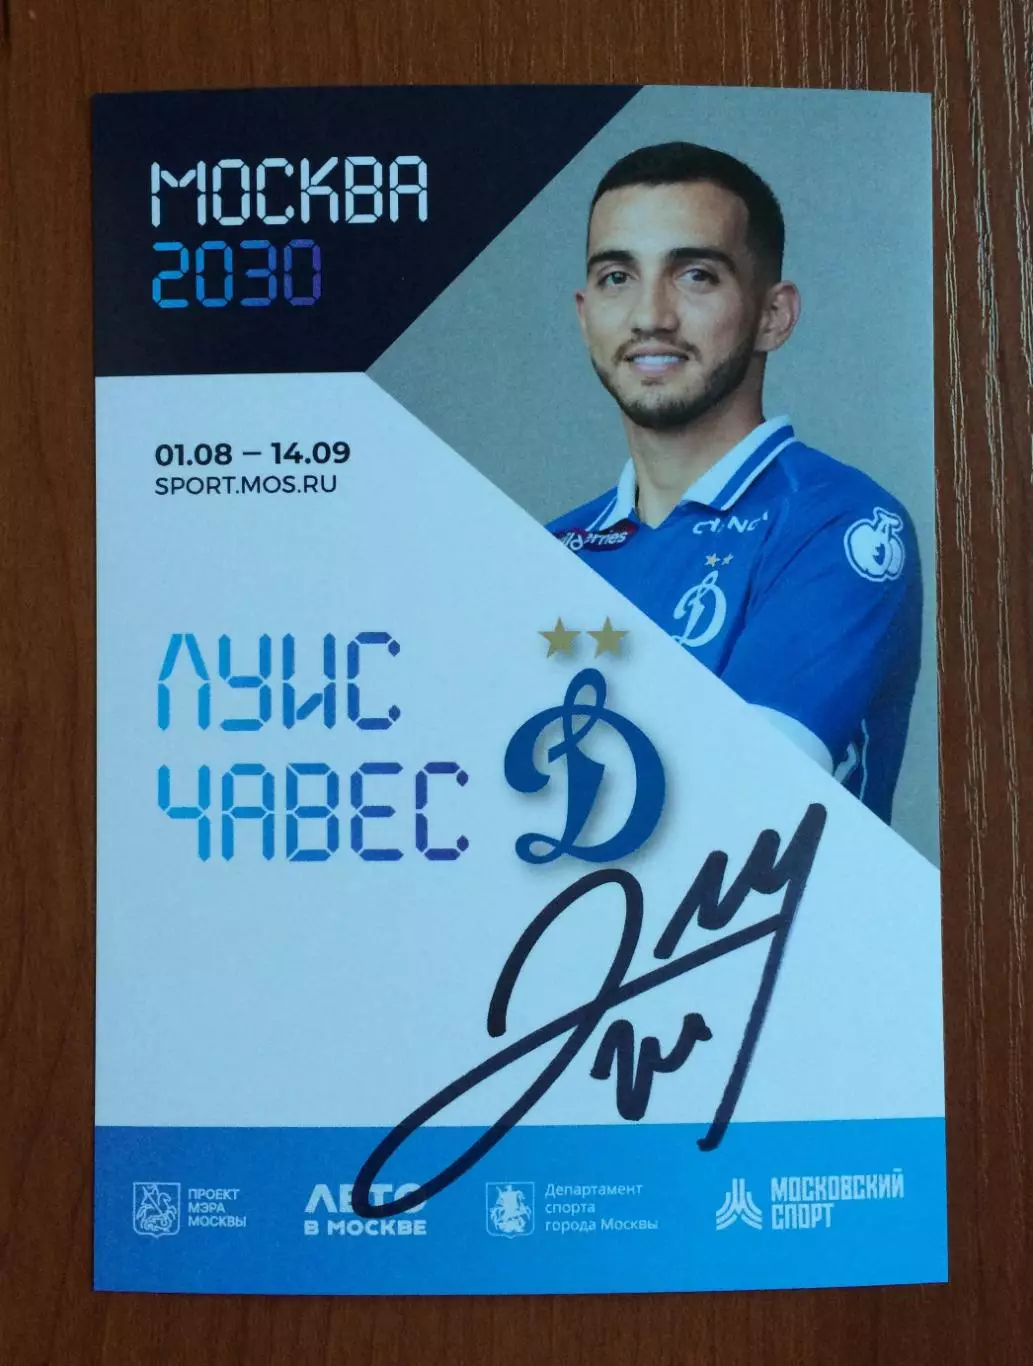 МОСКВА
2030
01.08 – 14.09
SPORT.MOS.RU
ЛУИС
ЧАВЕС
ПРОЕКТ
МЭРА
МОСКВЫ
ЛЕТО
В МОСКВЕ
Департамент
спорта
города Москвы
МОСКОВСКИЙ
СПОРТ